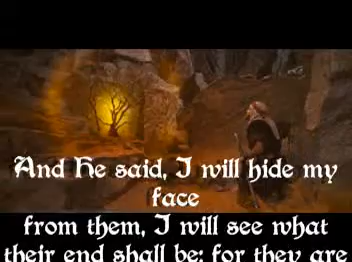 And He said, I will hide my
face
from them, I will see what
their end shall be: for they are